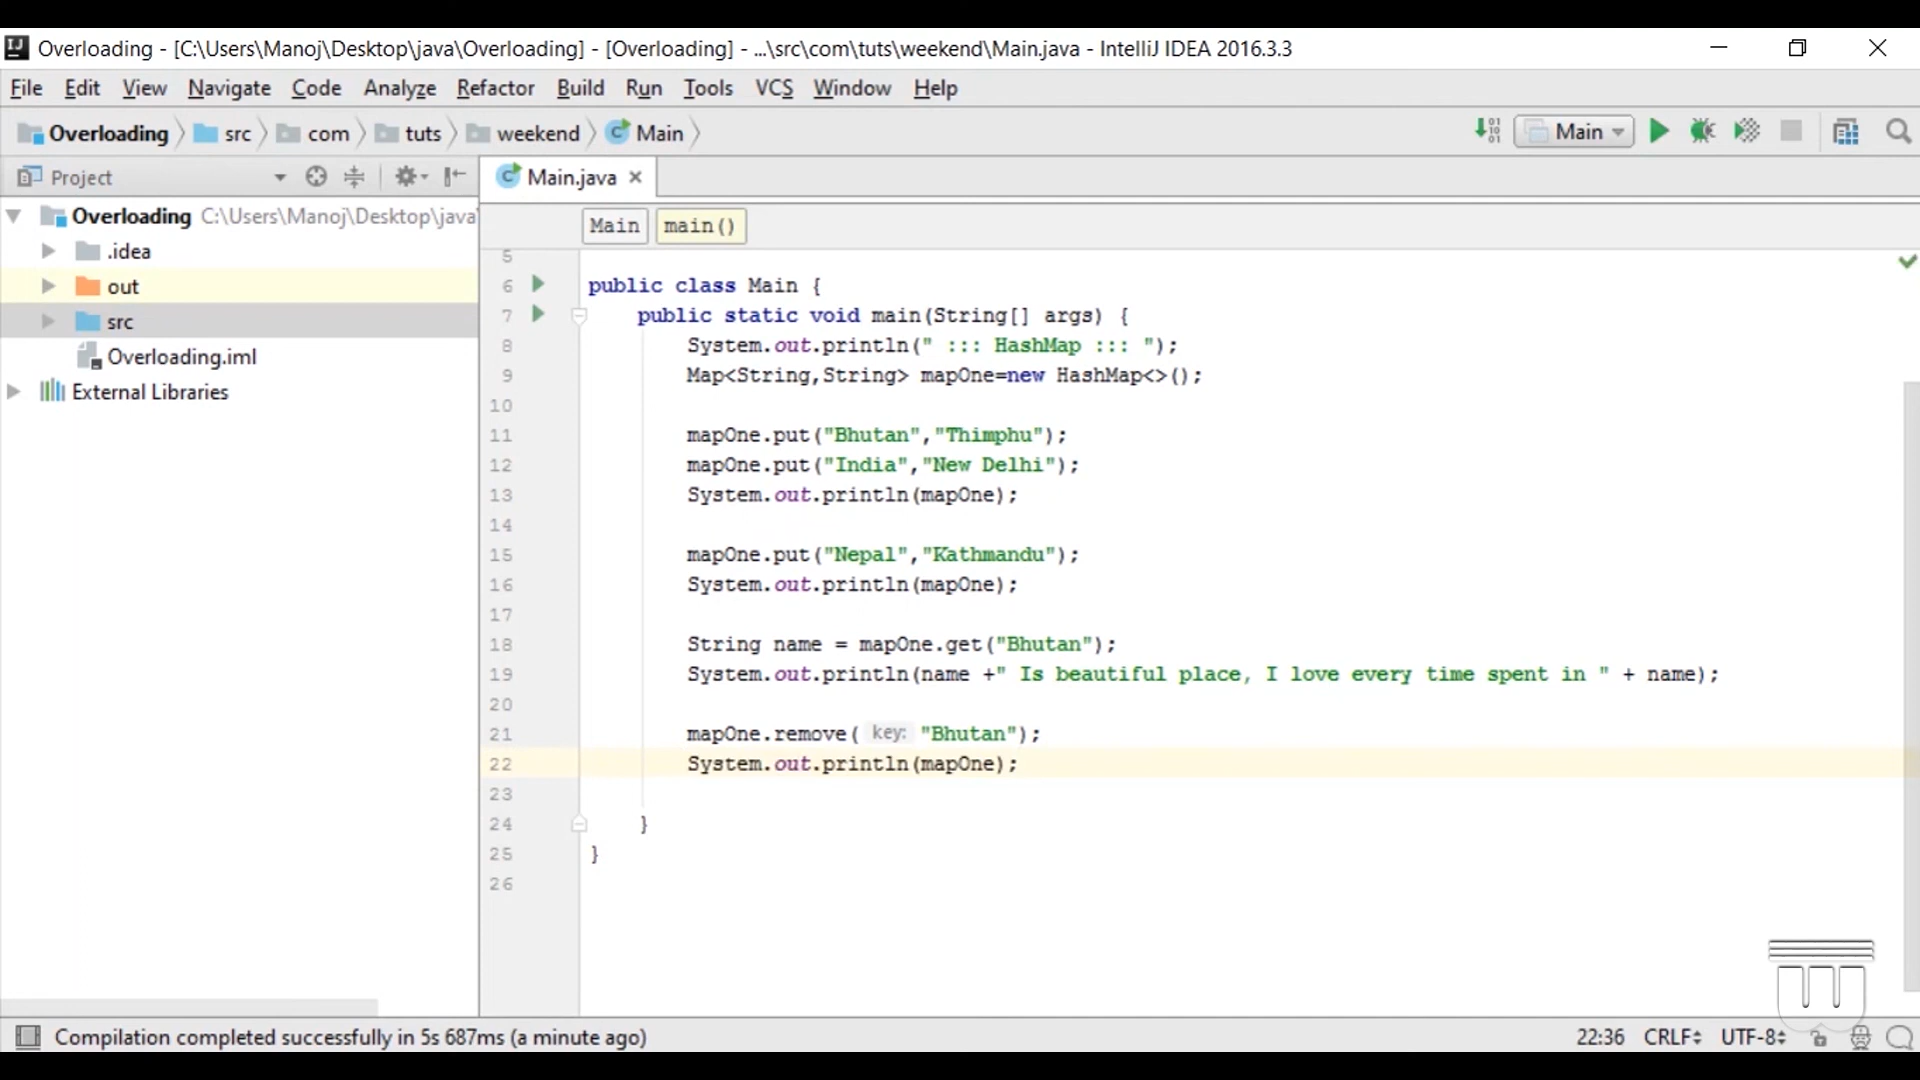 Overloading - [C:\Users\Manoj\Desktop\java\Overloading] - [Overloading] - ...\src\com\tuts\weekend\Main.java - IntelliJ IDEA 2016.3.3
File Edit View Navigate Code Analyze Refactor Build Run Tools VCS Window Help
Overloading src com tuts weekend Main
Main
Project
Main.java
Overloading C:\Users\Manoj\Desktop\java
.idea
out
src
Overloading.iml
External Libraries
Main main()
5
6 public class Main {
7 public static void main(String[] args) {
8 System.out.println(" ::: HashMap ::: ");
9 Map<String,String> mapOne=new HashMap<>();
10
11 mapOne.put("Bhutan","Thimphu");
12 mapOne.put("India","New Delhi");
13 System.out.println(mapOne);
14
15 mapOne.put("Nepal","Kathmandu");
16 System.out.println(mapOne);
17
18 String name = mapOne.get("Bhutan");
19 System.out.println(name +" Is beautiful place, I love every time spent in " + name);
20
21 mapOne.remove( key: "Bhutan");
22 System.out.println(mapOne);
23
24 }
25 }
26
Compilation completed successfully in 5s 687ms (a minute ago)
22:36 CRLF UTF-8